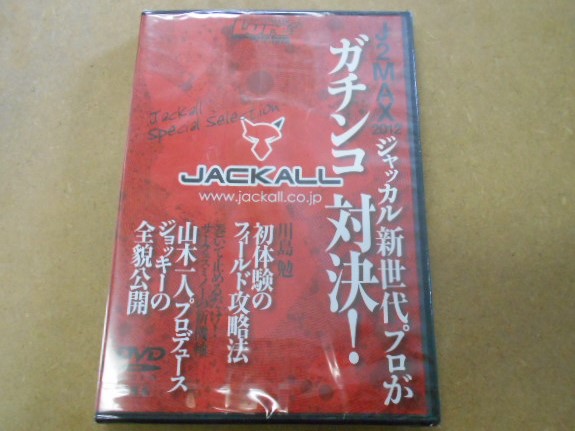 J2MAX
2012
ジャッカル新世代プロが
ガチンコ対決!
Jackall
Special Selection
JACKALL
www.jackall.co.jp
川島 勉
初体験の
フィールド攻略法
山木一人プロデュース
ジョッキーの
全貌公開
DVD